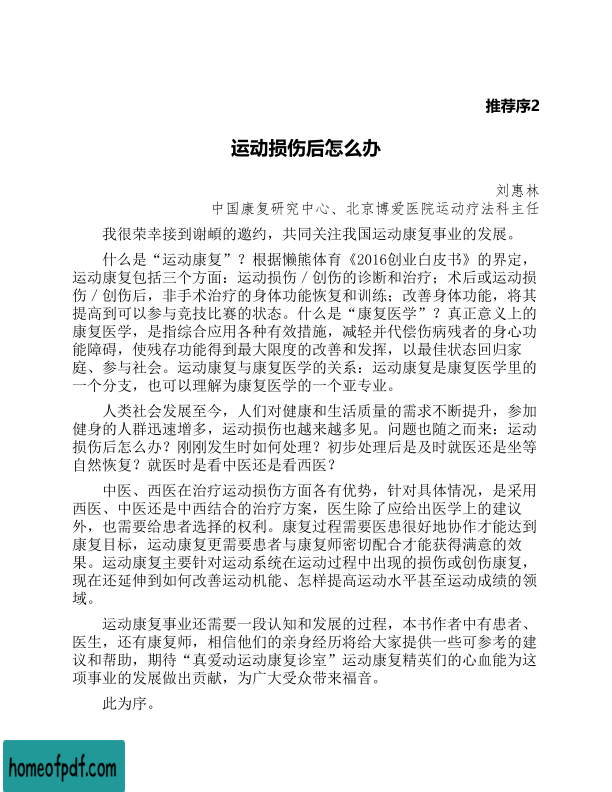 推荐序2
运动损伤后怎么办
刘惠林
中国康复研究中心、北京博爱医院运动疗法科主任
我很荣幸接到谢頔的邀约，共同关注我国运动康复事业的发展。
什么是“运动康复”？根据懒熊体育《2016创业白皮书》的界定，
运动康复包括三个方面：运动损伤／创伤的诊断和治疗；术后或运动损
伤／创伤后，非手术治疗的身体功能恢复和训练；改善身体功能，将其
提高到可以参与竞技比赛的状态。什么是“康复医学”？真正意义上的
康复医学，是指综合应用各种有效措施，减轻并代偿伤病残者的身心功
能障碍，使残存功能得到最大限度的改善和发挥，以最佳状态回归家
庭、参与社会。运动康复与康复医学的关系：运动康复是康复医学里的
一个分支，也可以理解为康复医学的一个亚专业。
人类社会发展至今，人们对健康和生活质量的需求不断提升，参加
健身的人群迅速增多，运动损伤也越来越多见。问题也随之而来：运动
损伤后怎么办？刚刚发生时如何处理？初步处理后是及时就医还是坐等
自然恢复？就医时是看中医还是看西医？
中医、西医在治疗运动损伤方面各有优势，针对具体情况，是采用
西医、中医还是中西结合的治疗方案，医生除了应给出医学上的建议
外，也需要给患者选择的权利。康复过程需要医患很好地协作才能达到
康复目标，运动康复更需要患者与康复师密切配合才能获得满意的效
果。运动康复主要针对运动系统在运动过程中出现的损伤或创伤康复，
现在还延伸到如何改善运动机能、怎样提高运动水平甚至运动成绩的领
域。
运动康复事业还需要一段认知和发展的过程，本书作者中有患者、
医生，还有康复师，相信他们的亲身经历将给大家提供一些可参考的建
议和帮助，期待“真爱动运动康复诊室”运动康复精英们的心血能为这
项事业的发展做出贡献，为广大受众带来福音。
此为序。
homeofpdf.com